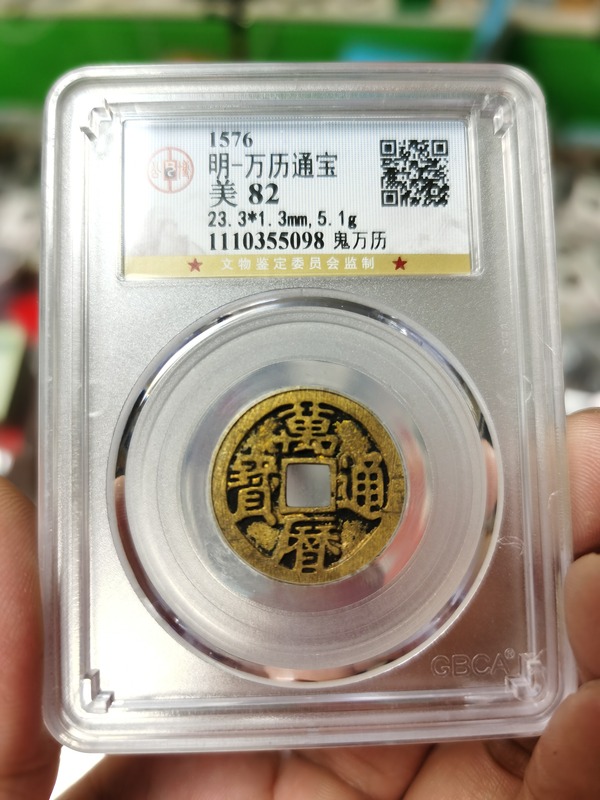 1576
明-万历通宝
美 82
23.3*1.3mm,5.1g
1110355098 鬼万历
★ 文物鉴定委员会监制 ★
萬曆通寶
GBCA®